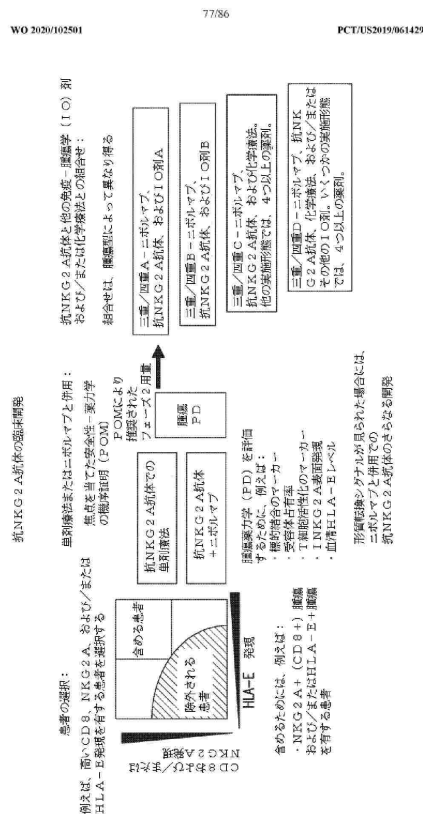 77/86
WO 2020/102501
PCT/US2019/061429
抗NKG2A抗体の臨床開発
患者の選択：
例えば、高いCD8、NKG2A、および/または
HLA-E発現を有する患者を選択する
CD8および/または
NKG2A発現
含める患者
除外される
患者
HLA-E 発現
含めるためには、例えば：
・NKG2A+（CD8+）腫瘍
および/またはHLA-E+腫瘍
を有する患者
単剤療法またはニボルマブと併用：
焦点を当てた安全性-薬力学
の機序証明（POM）
抗NKG2A抗体での
単剤療法
抗NKG2A抗体
+ニボルマブ
POMにより
推奨された
フェーズ2用量
腫瘍
PD
腫瘍薬力学（PD）を評価
するために、例えば：
・標的結合のマーカー
・受容体占有率
・T細胞活性化のマーカー
・INKG2A表面発現
・血清HLA-Eレベル
形質転換シグナルが見られた場合には、
ニボルマブと併用での
抗NKG2A抗体のさらなる開発
抗NKG2A抗体と他の免疫-腫瘍学（IO）剤
および/または化学療法との組合せ：
組合せは、腫瘍型によって異なり得る
三重/四重A-ニボルマブ、
抗NKG2A抗体、およびIO剤A
三重/四重B-ニボルマブ、
抗NKG2A抗体、およびIO剤B
三重/四重C-ニボルマブ、
抗NKG2A抗体、および化学療法。
他の実施形態では、4つ以上の薬剤。
三重/四重D-ニボルマブ、抗NK
G2A抗体、化学療法、および/または
その他のIO剤。いくつかの実施形態
では、4つ以上の薬剤。